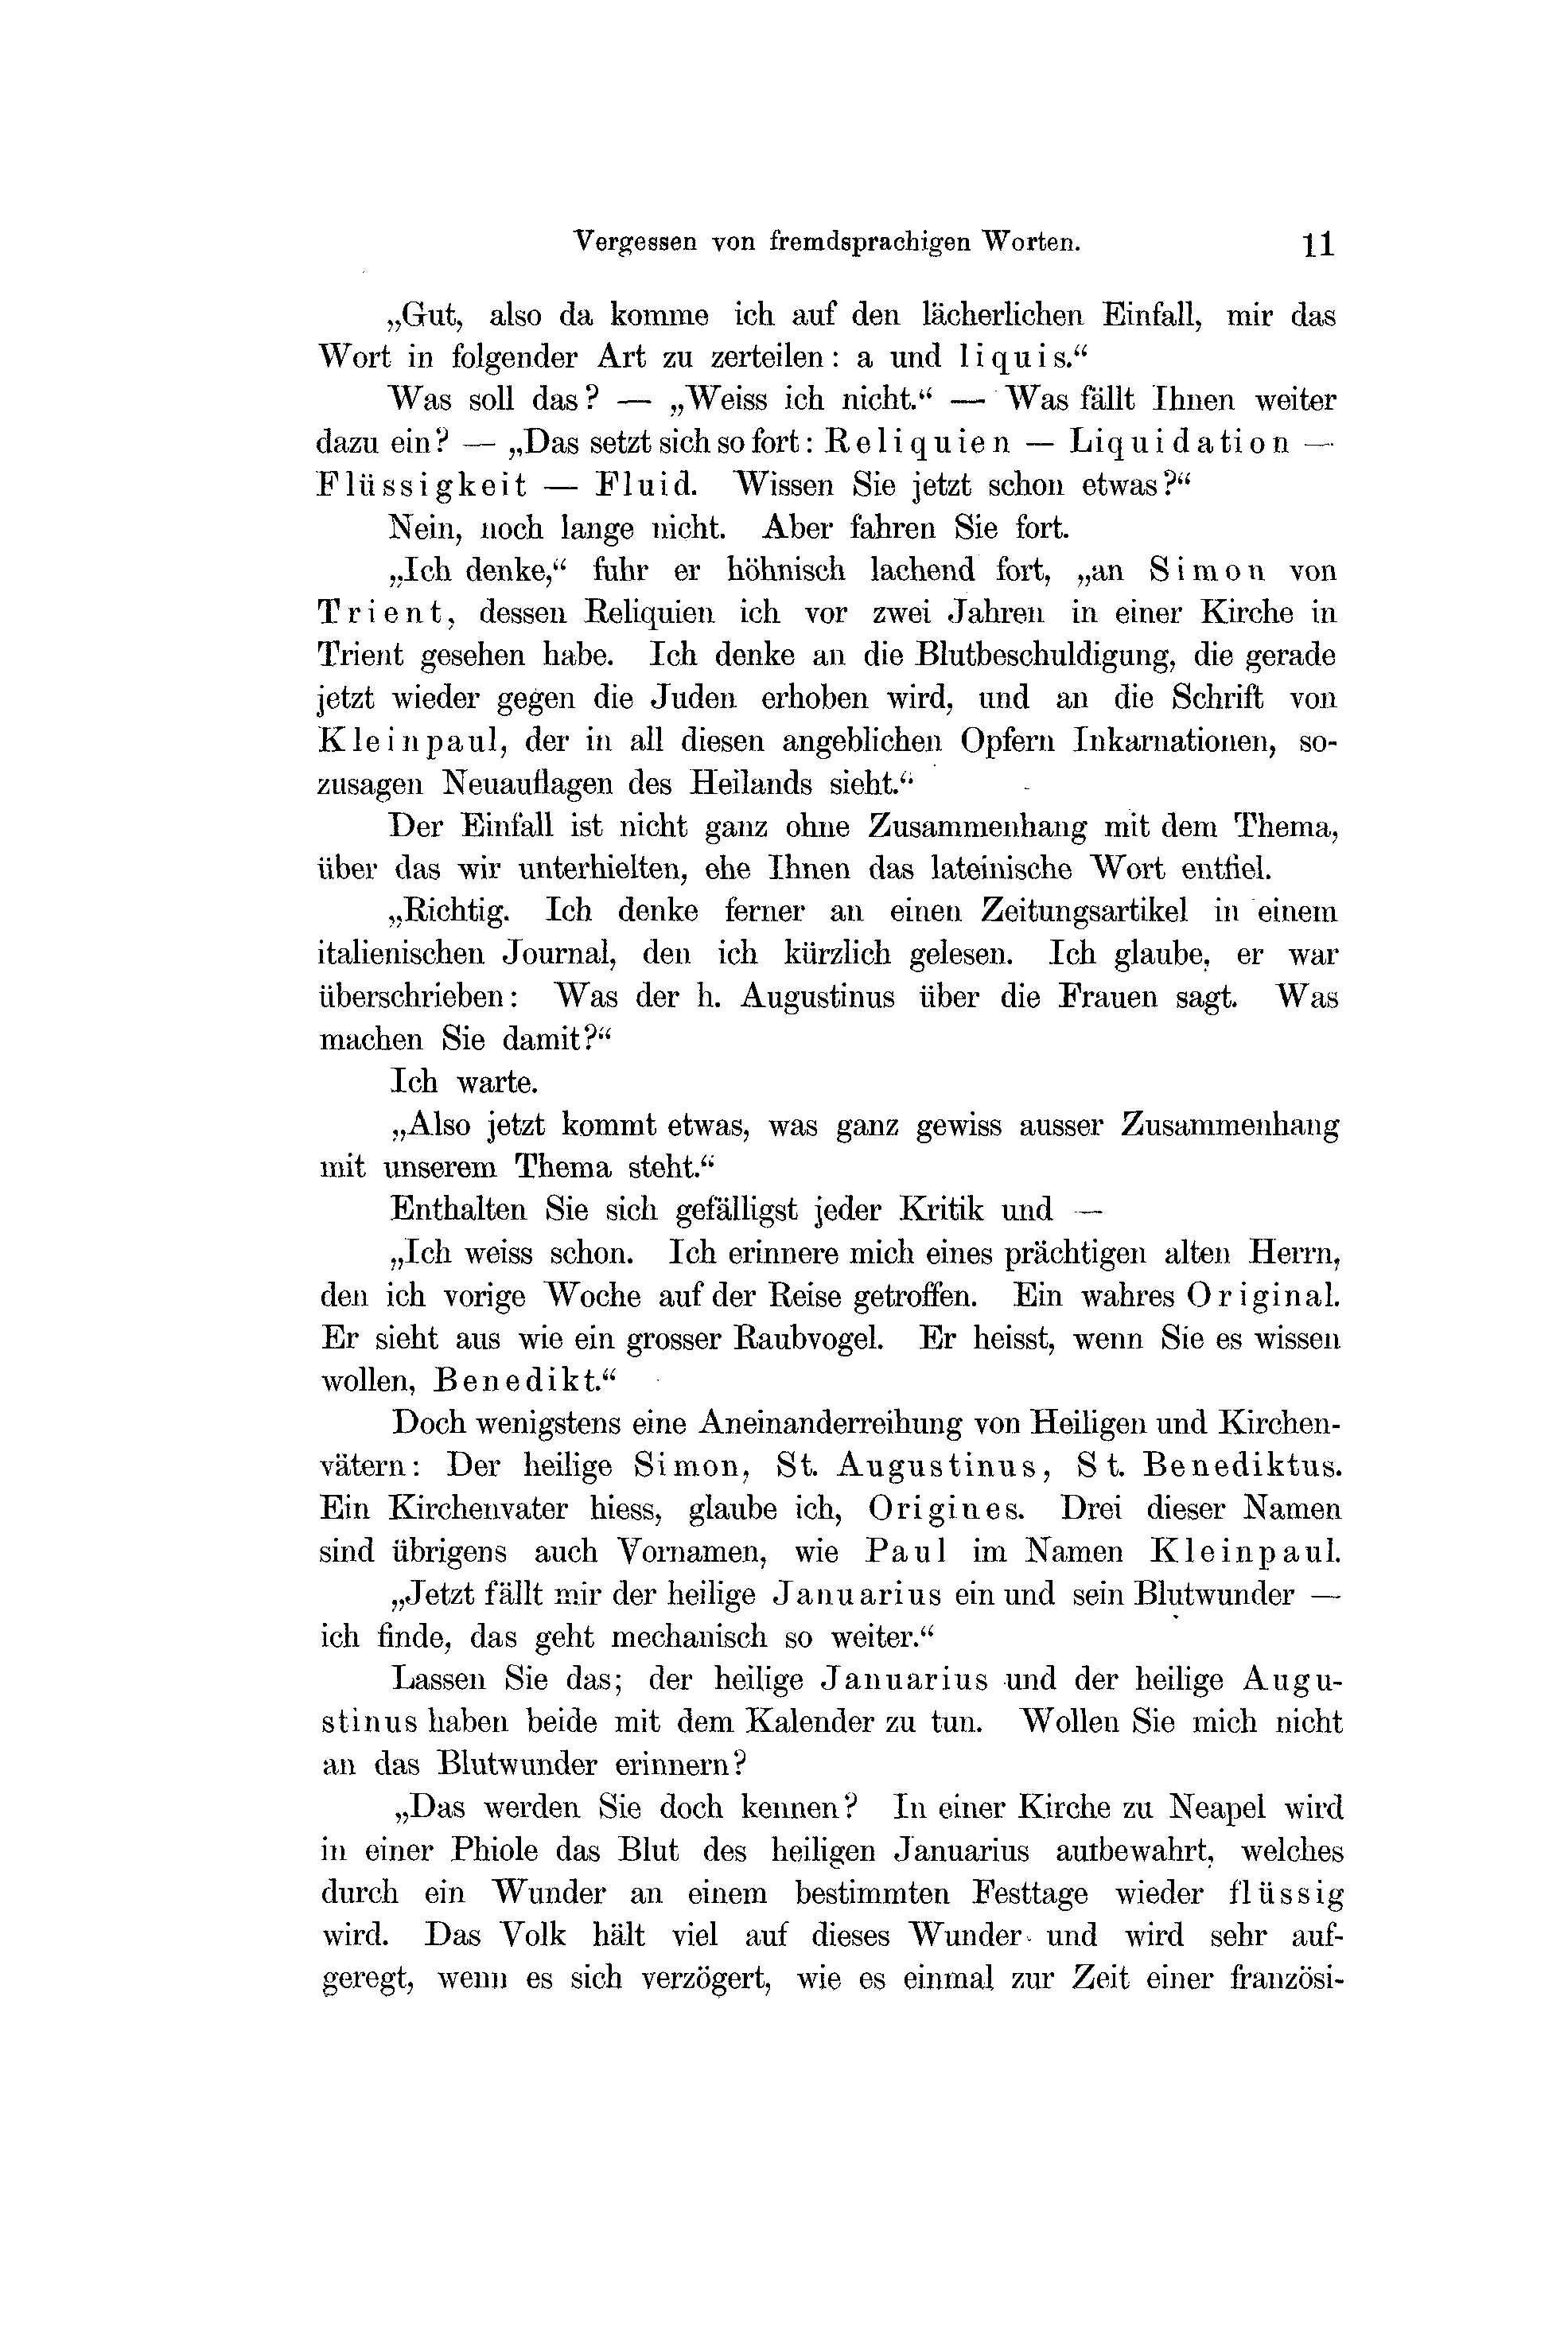 Vergessen von fremdsprachigen Worten. 11
„Gut, also da komme ich auf den lächerlichen Einfall, mir das
Wort in folgender Art zu zerteilen: a und liquis.“
Was soll das? — „Weiss ich nicht.“ — Was fällt Ihnen weiter
dazu ein? — „Das setzt sich so fort: Reliquien — Liquidation —
Flüssigkeit — Fluid. Wissen Sie jetzt schon etwas?“
Nein, noch lange nicht. Aber fahren Sie fort.
„Ich denke,“ fuhr er höhnisch lachend fort, „an Simon von
Trient, dessen Reliquien ich vor zwei Jahren in einer Kirche in
Trient gesehen habe. Ich denke an die Blutbeschuldigung, die gerade
jetzt wieder gegen die Juden erhoben wird, und an die Schrift von
Kleinpaul, der in all diesen angeblichen Opfern Inkarnationen, so-
zusagen Neuauflagen des Heilands sieht.“
Der Einfall ist nicht ganz ohne Zusammenhang mit dem Thema,
über das wir unterhielten, ehe Ihnen das lateinische Wort entfiel.
„Richtig. Ich denke ferner an einen Zeitungsartikel in einem
italienischen Journal, den ich kürzlich gelesen. Ich glaube, er war
überschrieben: Was der h. Augustinus über die Frauen sagt. Was
machen Sie damit?“
Ich warte.
„Also jetzt kommt etwas, was ganz gewiss ausser Zusammenhang
mit unserem Thema steht.“
Enthalten Sie sich gefälligst jeder Kritik und —
„Ich weiss schon. Ich erinnere mich eines prächtigen alten Herrn,
den ich vorige Woche auf der Reise getroffen. Ein wahres Original.
Er sieht aus wie ein grosser Raubvogel. Er heisst, wenn Sie es wissen
wollen, Benedikt.“
Doch wenigstens eine Aneinanderreihung von Heiligen und Kirchen-
vätern: Der heilige Simon, St. Augustinus, St. Benediktus.
Ein Kirchenvater hiess, glaube ich, Origines. Drei dieser Namen
sind übrigens auch Vornamen, wie Paul im Namen Kleinpaul.
„Jetzt fällt mir der heilige Januarius ein und sein Blutwunder —
ich finde, das geht mechanisch so weiter.“
Lassen Sie das; der heilige Januarius und der heilige Augu-
stinus haben beide mit dem Kalender zu tun. Wollen Sie mich nicht
an das Blutwunder erinnern?
„Das werden Sie doch kennen? In einer Kirche zu Neapel wird
in einer Phiole das Blut des heiligen Januarius aufbewahrt, welches
durch ein Wunder an einem bestimmten Festtage wieder flüssig
wird. Das Volk hält viel auf dieses Wunder und wird sehr auf-
geregt, wenn es sich verzögert, wie es einmal zur Zeit einer französi-